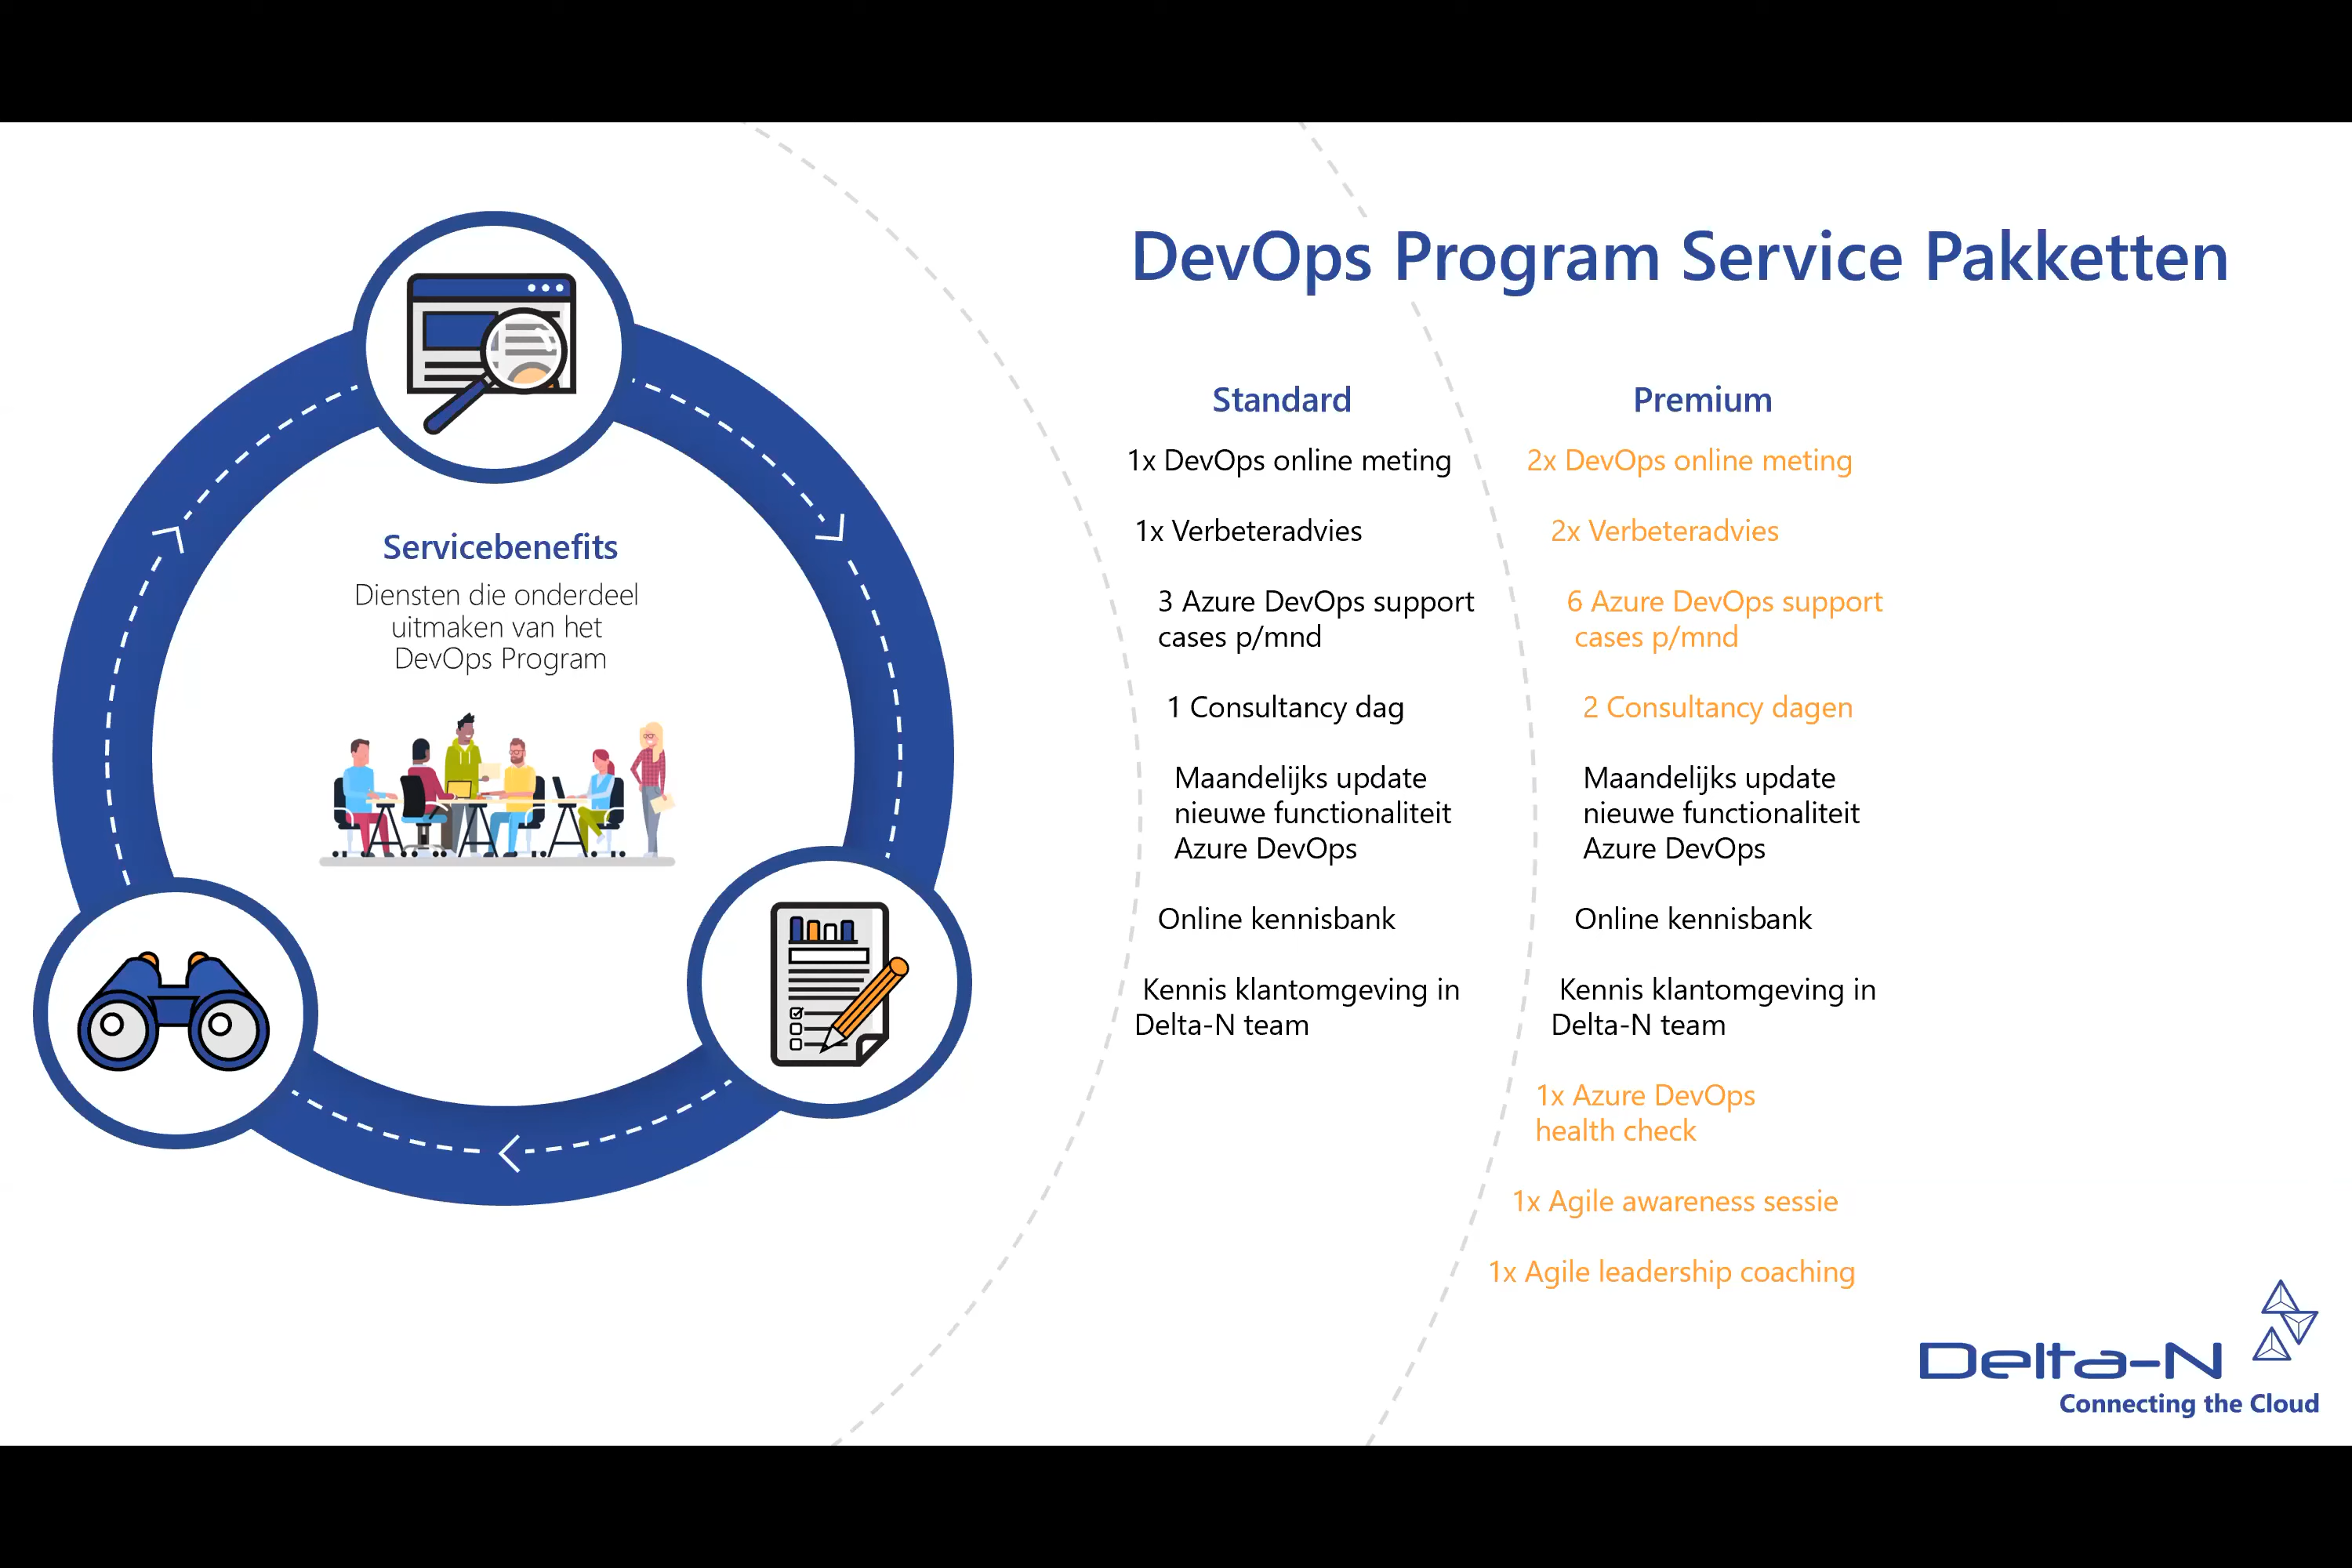 DevOps Program Service Pakketten
Servicebenefits
Diensten die onderdeel
uitmaken van het
DevOps Program
Standard
1x DevOps online meting
1x Verbeteradvies
3 Azure DevOps support
cases p/mnd
1 Consultancy dag
Maandelijks update
nieuwe functionaliteit
Azure DevOps
Online kennisbank
Kennis klantomgeving in
Delta-N team
Premium
2x DevOps online meting
2x Verbeteradvies
6 Azure DevOps support
cases p/mnd
2 Consultancy dagen
Maandelijks update
nieuwe functionaliteit
Azure DevOps
Online kennisbank
Kennis klantomgeving in
Delta-N team
1x Azure DevOps
health check
1x Agile awareness sessie
1x Agile leadership coaching
Delta-N
Connecting the Cloud